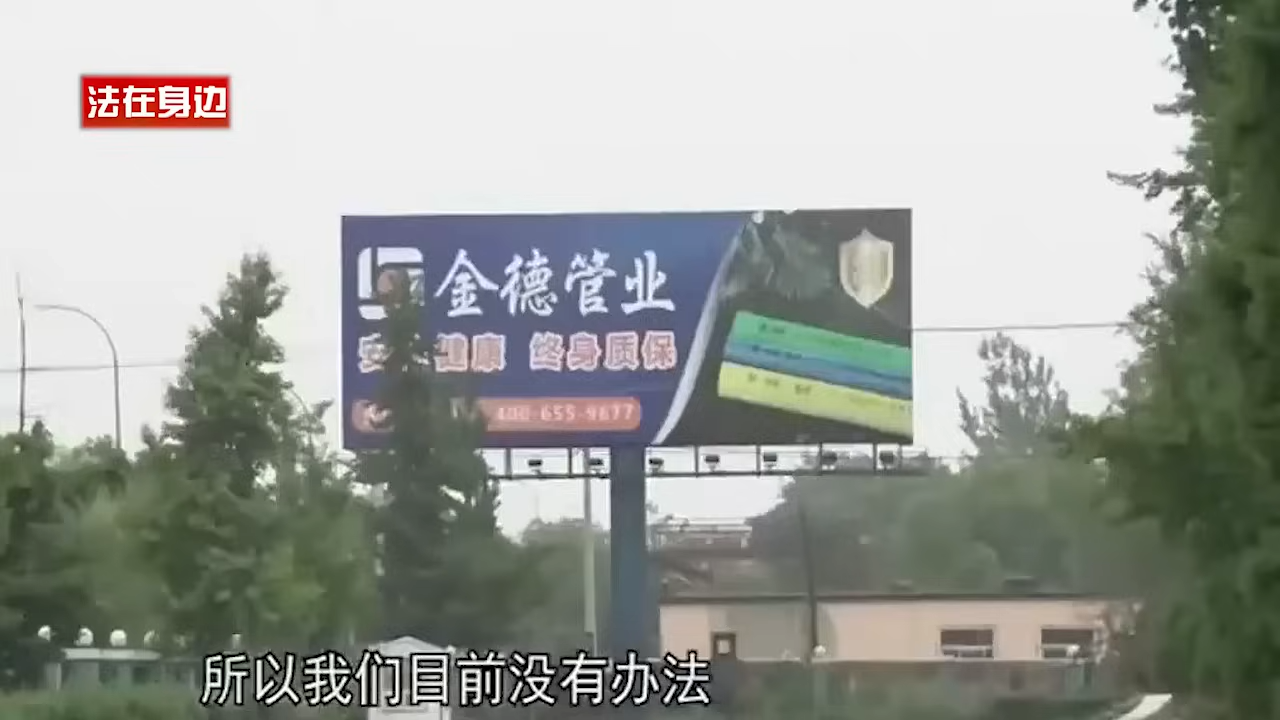 法在身边
金德管业
安 健康 终身质保
400-655-9677
所以我们目前没有办法